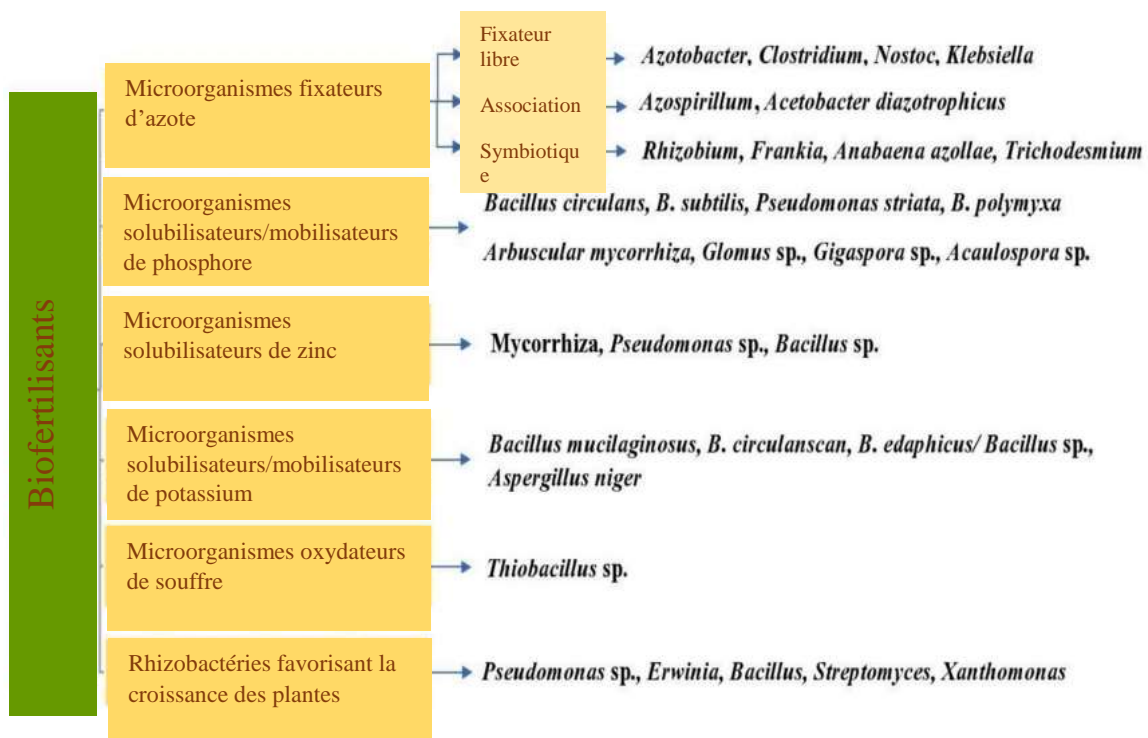 Biofertilisants
Microorganismes fixateurs
d'azote
Fixateur
libre
Azotobacter, Clostridium, Nostoc, Klebsiella
Association
Azospirillum, Acetobacter diazotrophicus
Symbiotiqu
e
Rhizobium, Frankia, Anabaena azollae, Trichodesmium
Microorganismes
solubilisateurs/mobilisateurs
de phosphore
Bacillus circulans, B. subtilis, Pseudomonas striata, B. polymyxa
Arbuscular mycorrhiza, Glomus sp., Gigaspora sp., Acaulospora sp.
Microorganismes
solubilisateurs de zinc
Mycorrhiza, Pseudomonas sp., Bacillus sp.
Microorganismes
solubilisateurs/mobilisateurs
de potassium
Bacillus mucilaginosus, B. circulanscan, B. edaphicus/ Bacillus sp.,
Aspergillus niger
Microorganismes oxydateurs
de souffre
Thiobacillus sp.
Rhizobactéries favorisant la
croissance des plantes
Pseudomonas sp., Erwinia, Bacillus, Streptomyces, Xanthomonas